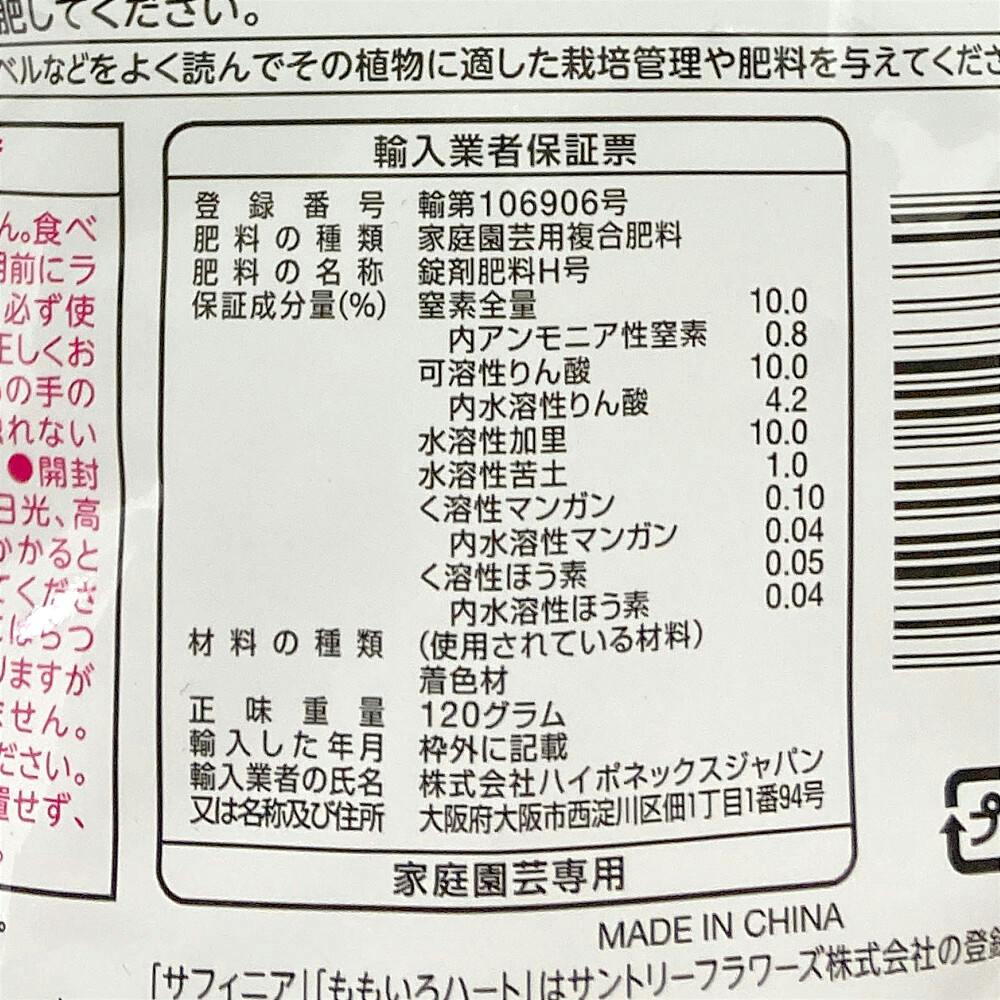 肥してください。
ベルなどをよく読んでその植物に適した栽培管理や肥料を与えてくださ
ん。食べ
用前にラ
必ず使
正しくお
の手の
れない
●開封
日光、高
かかると
てくださ
ばらつ
りますが
ません。
ださい。
置せず、
輸入業者保証票
登録番号 輸第106906号
肥料の種類 家庭園芸用複合肥料
肥料の名称 錠剤肥料H号
保証成分量(%) 窒素全量 10.0
内アンモニア性窒素 0.8
可溶性りん酸 10.0
内水溶性りん酸 4.2
水溶性加里 10.0
水溶性苦土 1.0
く溶性マンガン 0.10
内水溶性マンガン 0.04
く溶性ほう素 0.05
内水溶性ほう素 0.04
材料の種類 (使用されている材料)
着色材
正味重量 120グラム
輸入した年月 枠外に記載
輸入業者の氏名 株式会社ハイポネックスジャパン
又は名称及び住所 大阪府大阪市西淀川区佃1丁目1番94号
家庭園芸専用
プ
MADE IN CHINA
「サフィニア」「ももいろハート」はサントリーフラワーズ株式会社の登録